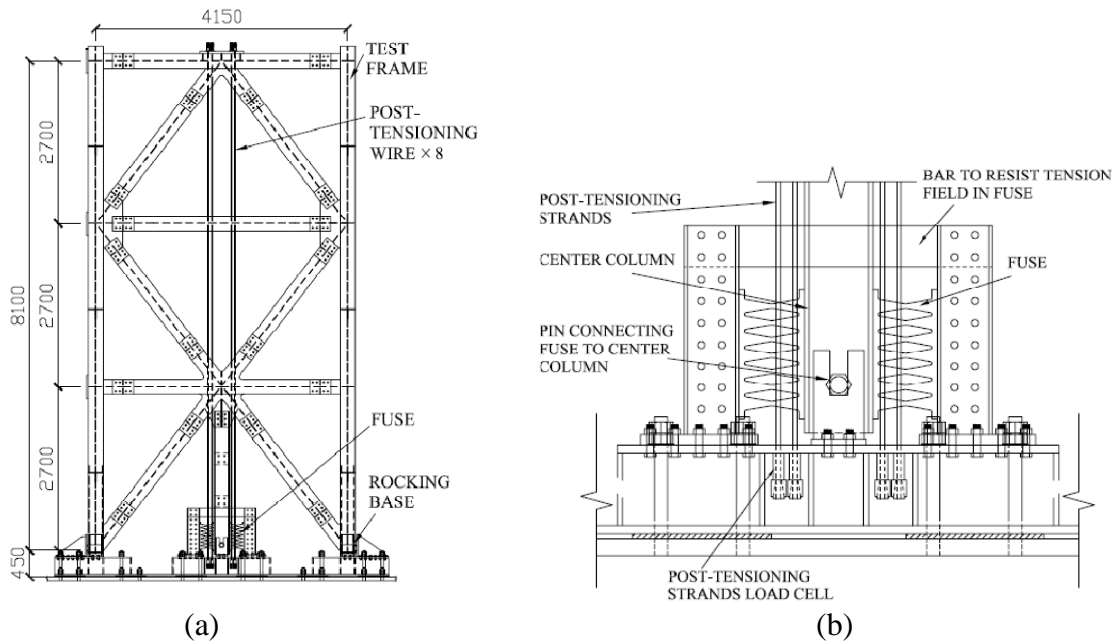 4150
TEST
FRAME
POST-
TENSIONING
WIRE × 8
2700
2700
8100
2700
450
FUSE
ROCKING
BASE
(a)
BAR TO RESIST TENSION
FIELD IN FUSE
POST-TENSIONING
STRANDS
CENTER COLUMN
FUSE
PIN CONNECTING
FUSE TO CENTER
COLUMN
POST-TENSIONING
STRANDS LOAD CELL
(b)